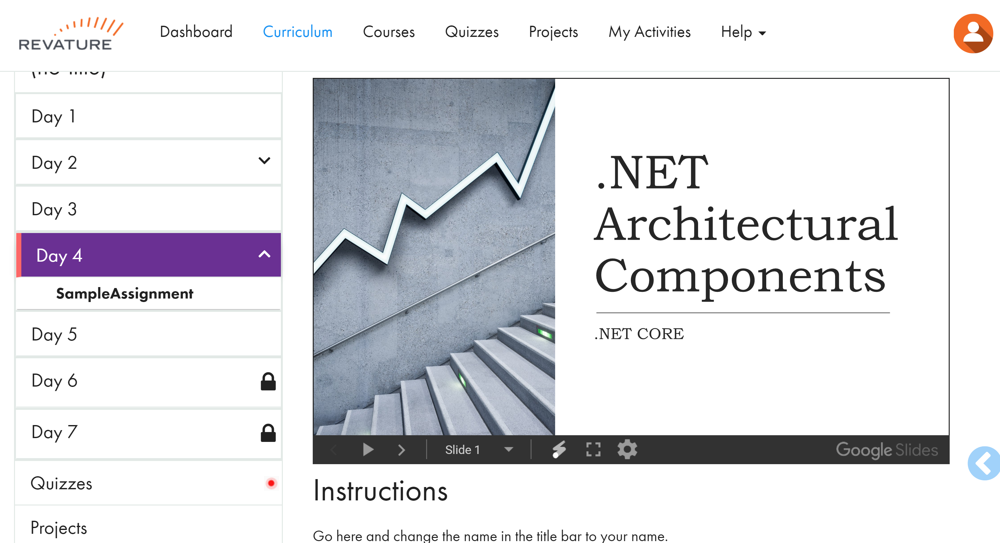 REVATURE
Dashboard
Curriculum
Courses
Quizzes
Projects
My Activities
Help
(no title)
Day 1
Day 2
Day 3
Day 4
SampleAssignment
Day 5
Day 6
Day 7
Quizzes
Projects
.NET
Architectural
Components
.NET CORE
Slide 1
Google Slides
Instructions
Go here and change the name in the title bar to your name.